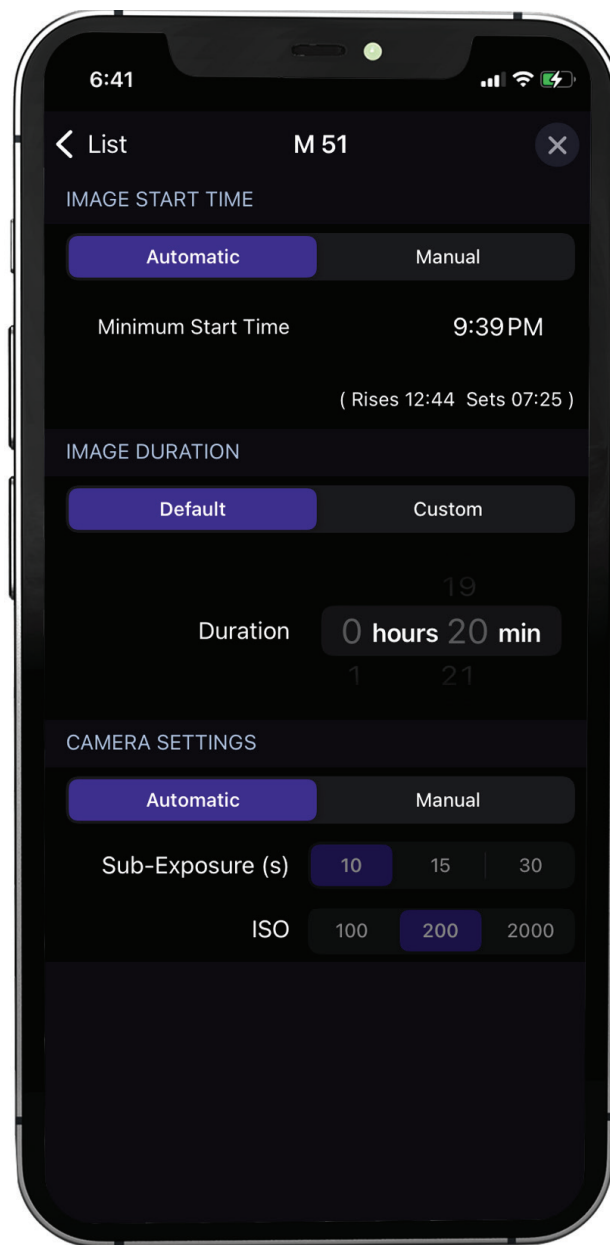 6:41
List M 51
IMAGE START TIME
Automatic Manual
Minimum Start Time 9:39 PM
( Rises 12:44 Sets 07:25 )
IMAGE DURATION
Default Custom
19
Duration 0 hours 20 min
1 21
CAMERA SETTINGS
Automatic Manual
Sub-Exposure (s) 10 15 30
ISO 100 200 2000